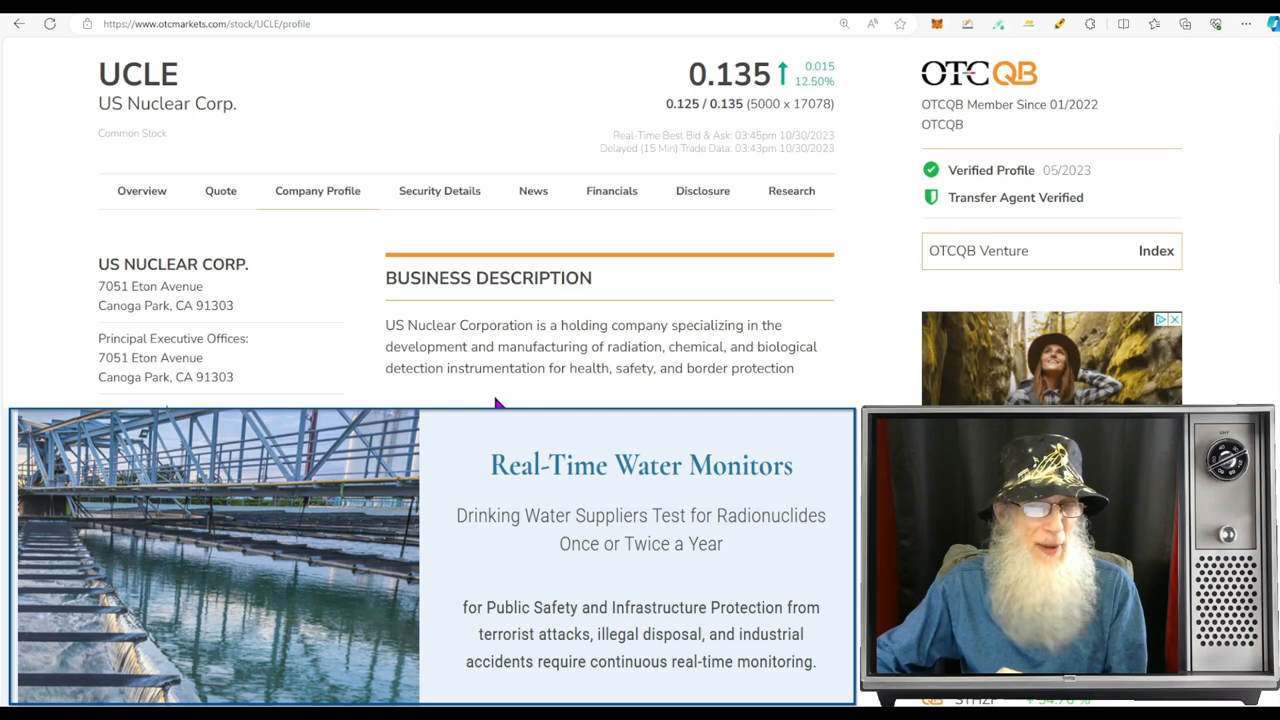 https://www.otcmarkets.com/stock/UCLE/profile
UCLE
US Nuclear Corp.
Common Stock
0.135
0.015
12.50%
0.125 / 0.135 (5000 x 17078)
Real-Time Best Bid & Ask: 03:45pm 10/30/2023
Delayed (15 Min) Trade Data: 03:43pm 10/30/2023
OTCQB
OTCQB Member Since 01/2022
OTCQB
Verified Profile 05/2023
Transfer Agent Verified
OTCQB Venture Index
Overview Quote Company Profile Security Details News Financials Disclosure Research
US NUCLEAR CORP.
7051 Eton Avenue
Canoga Park, CA 91303
Principal Executive Offices:
7051 Eton Avenue
Canoga Park, CA 91303
BUSINESS DESCRIPTION
US Nuclear Corporation is a holding company specializing in the
development and manufacturing of radiation, chemical, and biological
detection instrumentation for health, safety, and border protection
Real-Time Water Monitors
Drinking Water Suppliers Test for Radionuclides
Once or Twice a Year
for Public Safety and Infrastructure Protection from
terrorist attacks, illegal disposal, and industrial
accidents require continuous real-time monitoring.